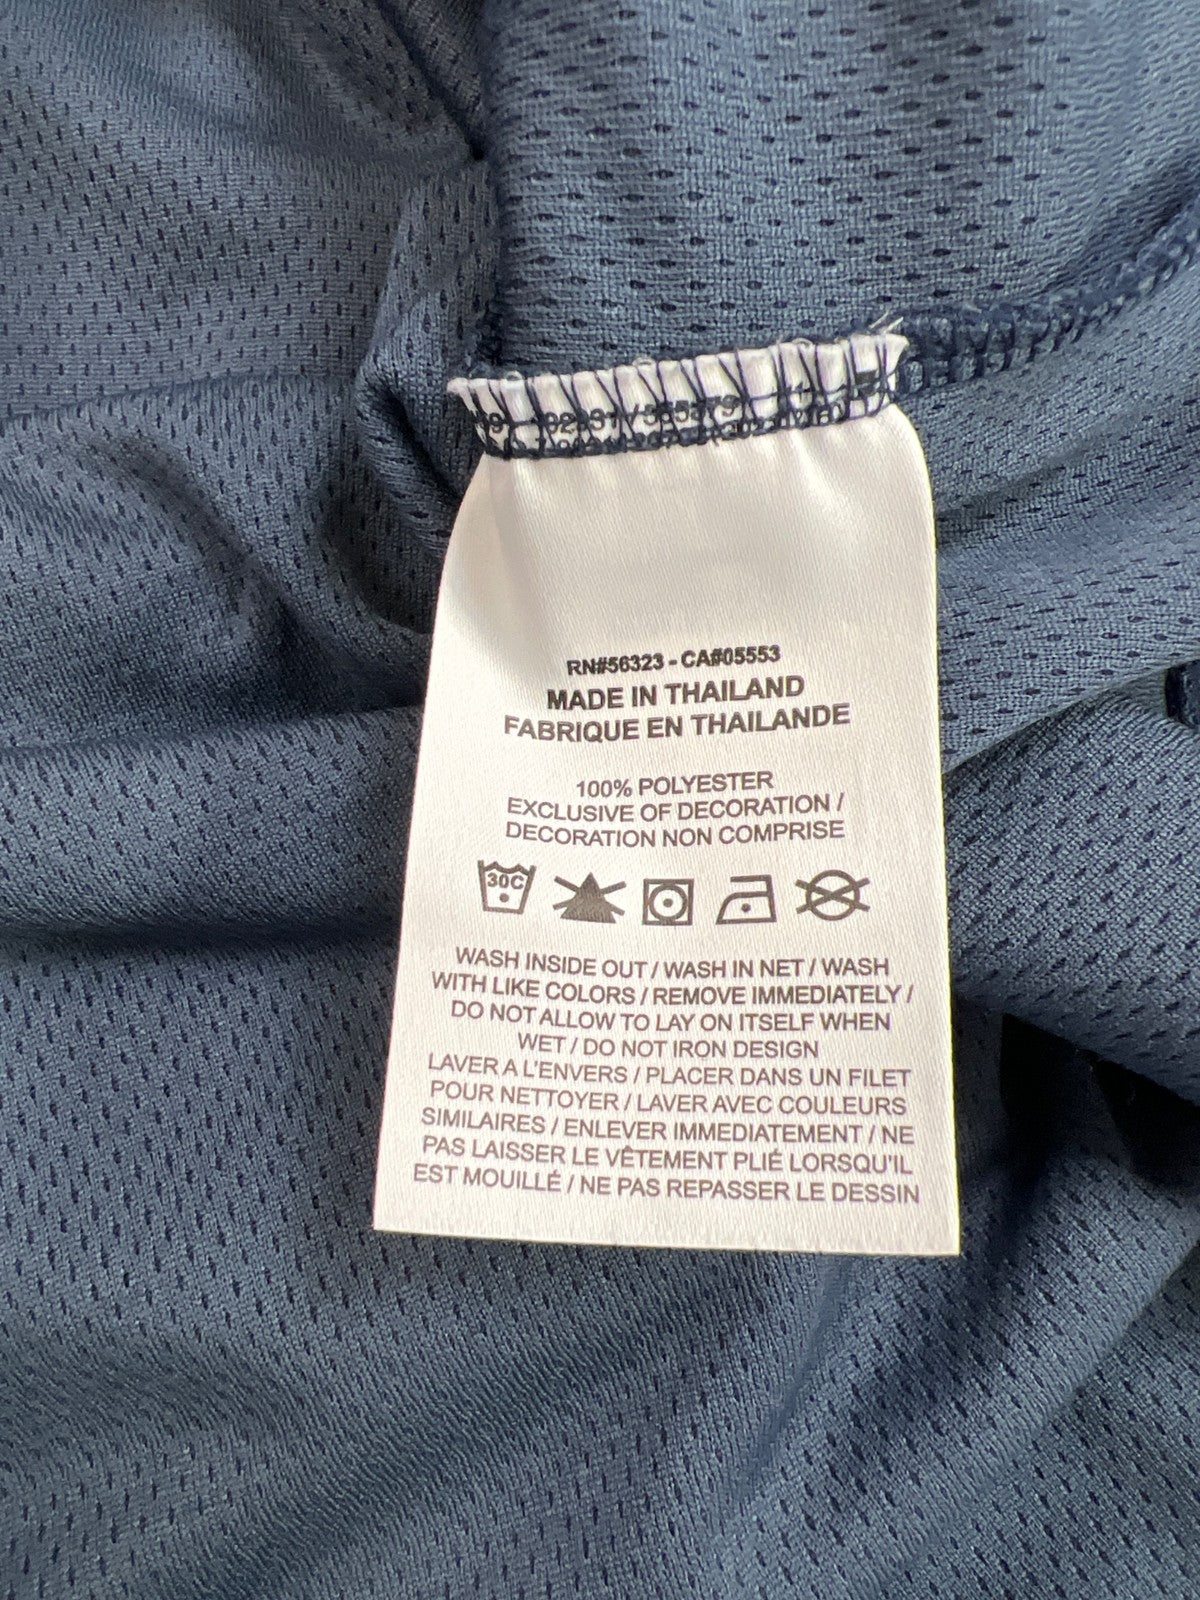 RN#56323 - CA#05553
MADE IN THAILAND
FABRIQUE EN THAILANDE
100% POLYESTER
EXCLUSIVE OF DECORATION /
DECORATION NON COMPRISE
30C
WASH INSIDE OUT / WASH IN NET / WASH
WITH LIKE COLORS / REMOVE IMMEDIATELY /
DO NOT ALLOW TO LAY ON ITSELF WHEN
WET / DO NOT IRON DESIGN
LAVER A L'ENVERS / PLACER DANS UN FILET
POUR NETTOYER / LAVER AVEC COULEURS
SIMILAIRES / ENLEVER IMMEDIATEMENT / NE
PAS LAISSER LE VÊTEMENT PLIÉ LORSQU'IL
EST MOUILLÉ / NE PAS REPASSER LE DESSIN